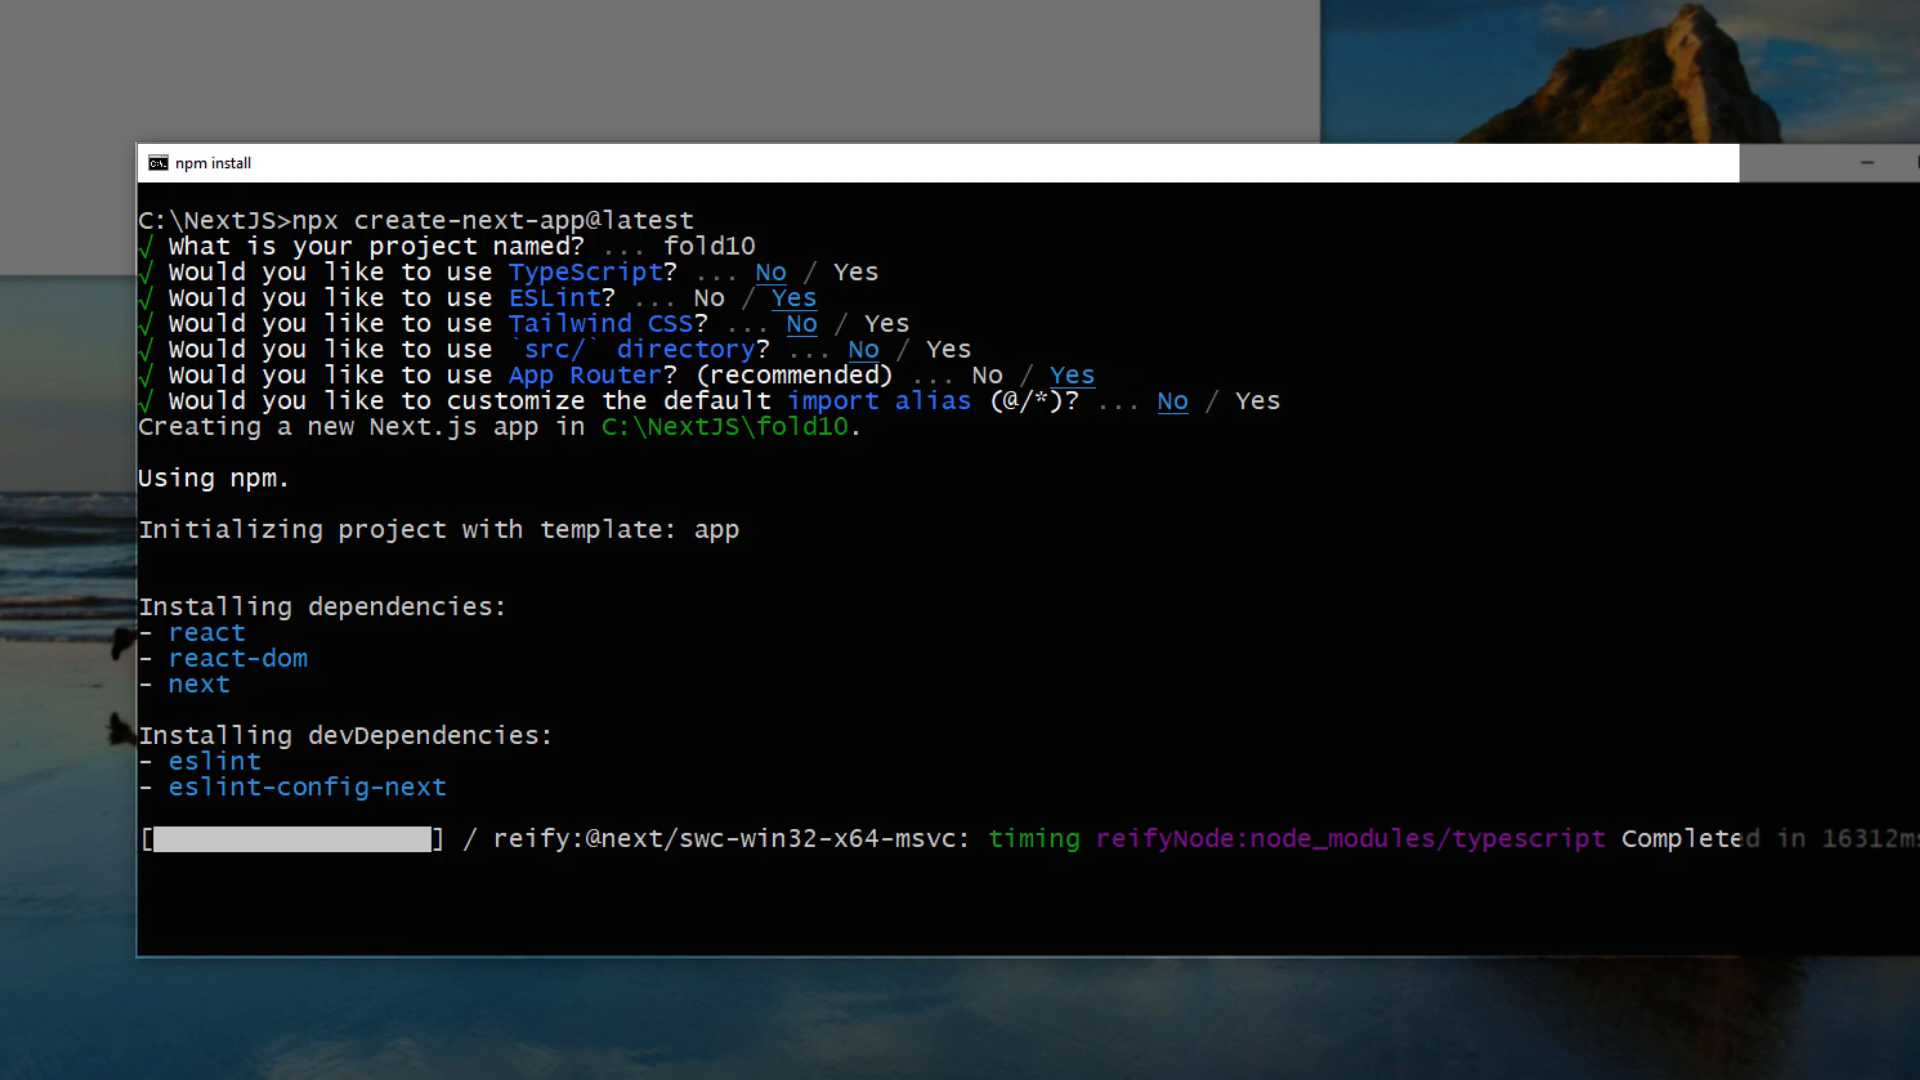 npm install
C:\NextJS>npx create-next-app@latest
√ What is your project named? ... fold10
√ Would you like to use TypeScript? ... No / Yes
√ Would you like to use ESLint? ... No / Yes
√ Would you like to use Tailwind CSS? ... No / Yes
√ Would you like to use `src/` directory? ... No / Yes
√ Would you like to use App Router? (recommended) ... No / Yes
√ Would you like to customize the default import alias (@/*)? ... No / Yes
Creating a new Next.js app in C:\NextJS\fold10.
Using npm.
Initializing project with template: app
Installing dependencies:
- react
- react-dom
- next
Installing devDependencies:
- eslint
- eslint-config-next
[                  ] / reify:@next/swc-win32-x64-msvc: timing reifyNode:node_modules/typescript Completed in 16312ms